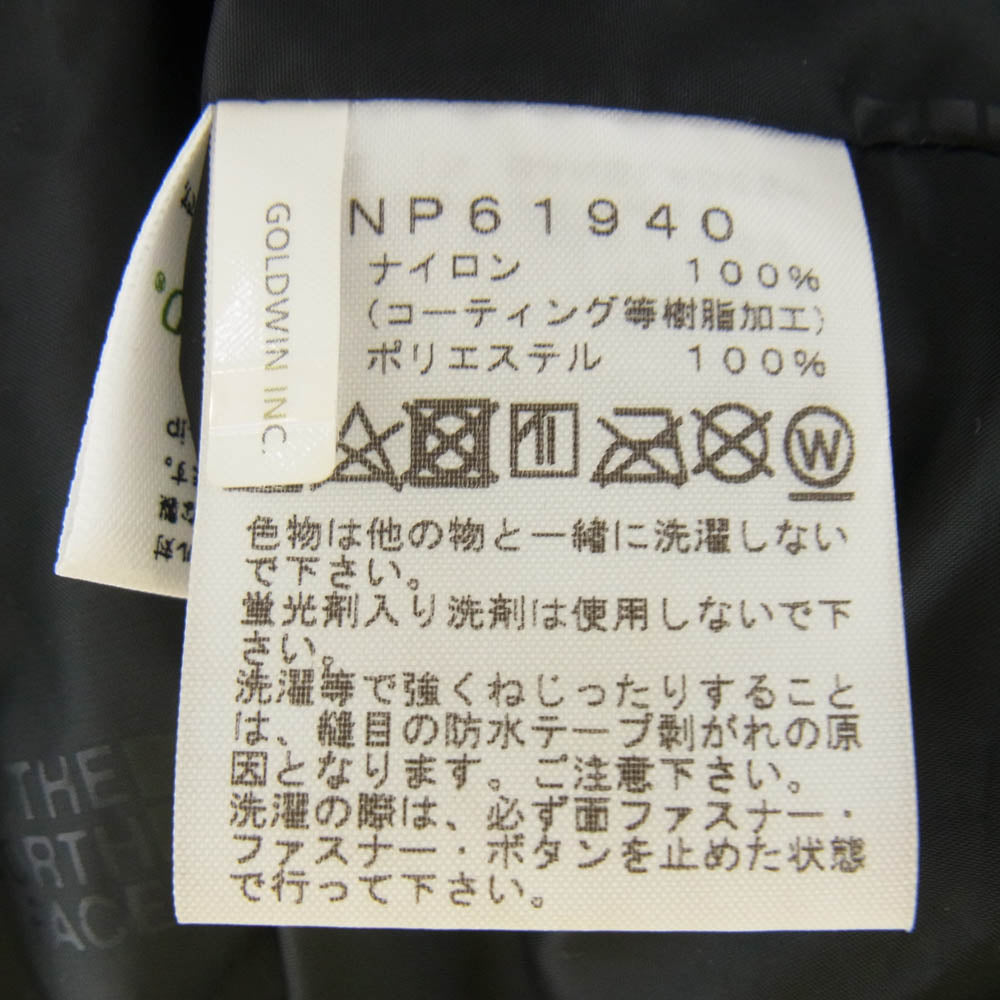 GOLDWIN INC.
NP61940
ナイロン 100%
(コーティング等樹脂加工)
ポリエステル 100%
W
色物は他の物と一緒に洗濯しない
で下さい。
蛍光剤入り洗剤は使用しないで下
さい。
洗濯等で強くねじったりすること
は、縫目の防水テープ剥がれの原
因となります。ご注意下さい。
洗濯の際は、必ず面ファスナー・
ファスナー・ボタンを止めた状態
で行って下さい。
THE
ORTH
FACE